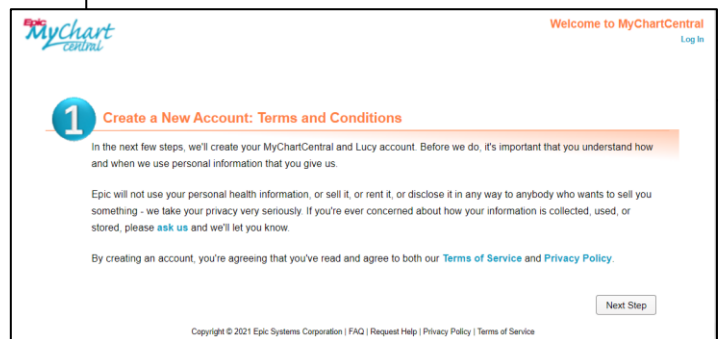 Epic
MyChart
central
Welcome to MyChartCentral
Log In
1
Create a New Account: Terms and Conditions
In the next few steps, we'll create your MyChartCentral and Lucy account. Before we do, it's important that you understand how
and when we use personal information that you give us.
Epic will not use your personal health information, or sell it, or rent it, or disclose it in any way to anybody who wants to sell you
something - we take your privacy very seriously. If you're ever concerned about how your information is collected, used, or
stored, please ask us and we'll let you know.
By creating an account, you're agreeing that you've read and agree to both our Terms of Service and Privacy Policy.
Next Step
Copyright © 2021 Epic Systems Corporation | FAQ | Request Help | Privacy Policy | Terms of Service